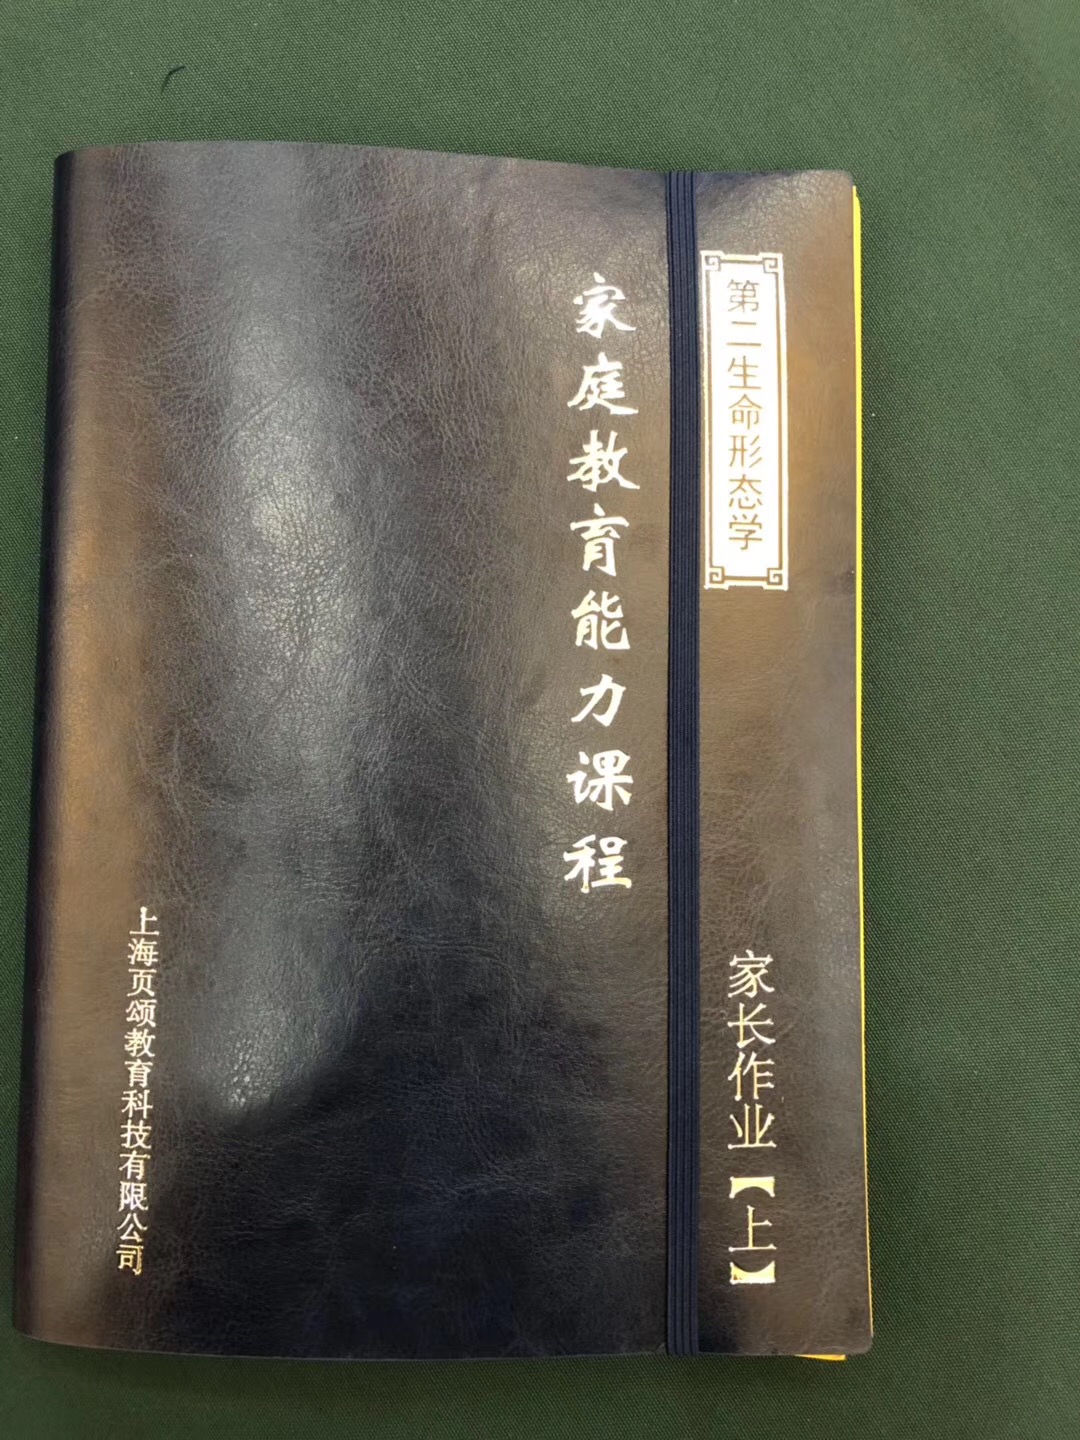 第二生命形态学
家长作业【上】
家庭教育能力课程
上海页颂教育科技有限公司